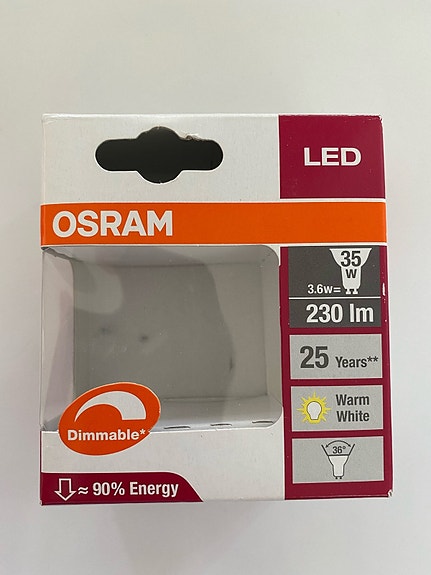 LED
OSRAM
35
W
3.6w=
230 lm
25 Years**
Warm
White
36°
Dimmable*
≈ 90% Energy